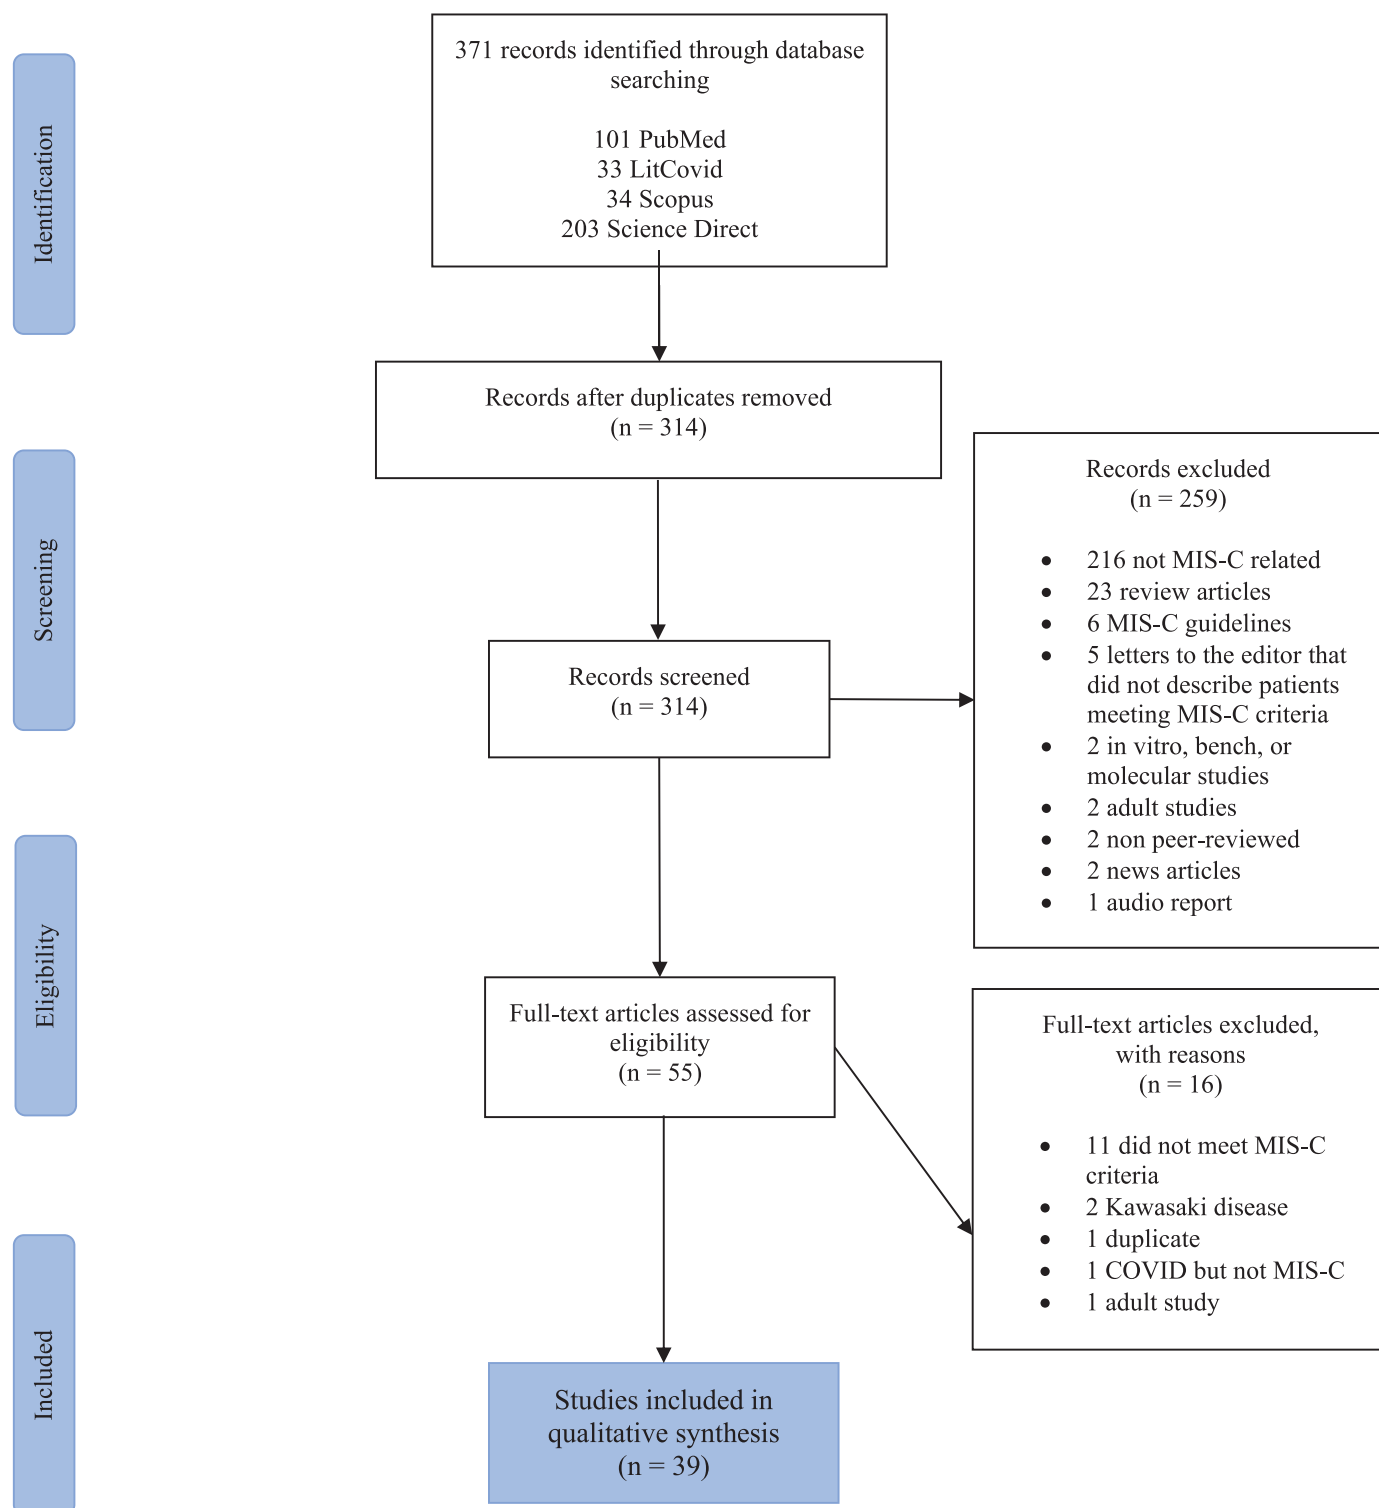 371 records identified through database
searching
101 PubMed
33 LitCovid
34 Scopus
203 Science Direct
Identification
Records after duplicates removed
(n = 314)
Screening
Records screened
(n = 314)
Records excluded
(n = 259)
• 216 not MIS-C related
• 23 review articles
• 6 MIS-C guidelines
• 5 letters to the editor that
did not describe patients
meeting MIS-C criteria
• 2 in vitro, bench, or
molecular studies
• 2 adult studies
• 2 non peer-reviewed
• 2 news articles
• 1 audio report
Eligibility
Full-text articles assessed for
eligibility
(n = 55)
Full-text articles excluded,
with reasons
(n = 16)
• 11 did not meet MIS-C
criteria
• 2 Kawasaki disease
• 1 duplicate
• 1 COVID but not MIS-C
• 1 adult study
Included
Studies included in
qualitative synthesis
(n = 39)